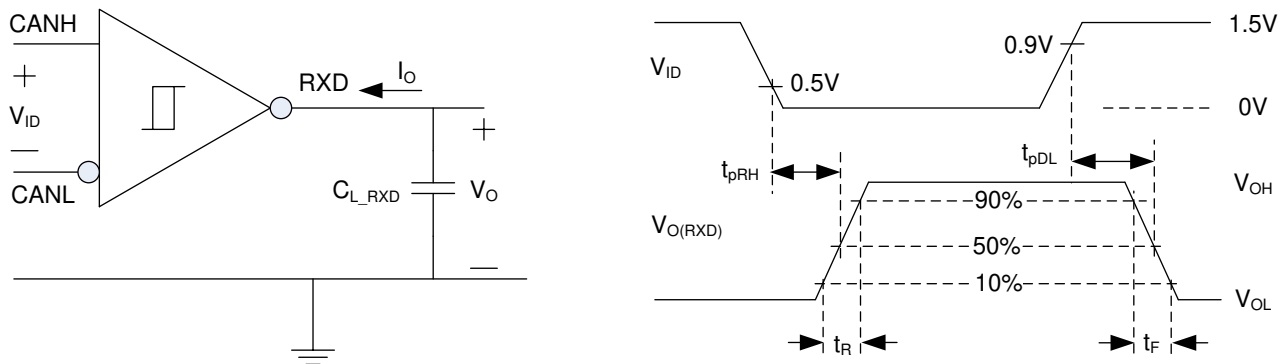 CANH
+
V_ID
—
CANL
RXD
I_O
+
C_L_RXD
V_O
—
V_ID
0.5V
0.9V
1.5V
0V
t_pRH
t_pDL
V_O(RXD)
90%
50%
10%
V_OH
V_OL
t_R
t_F